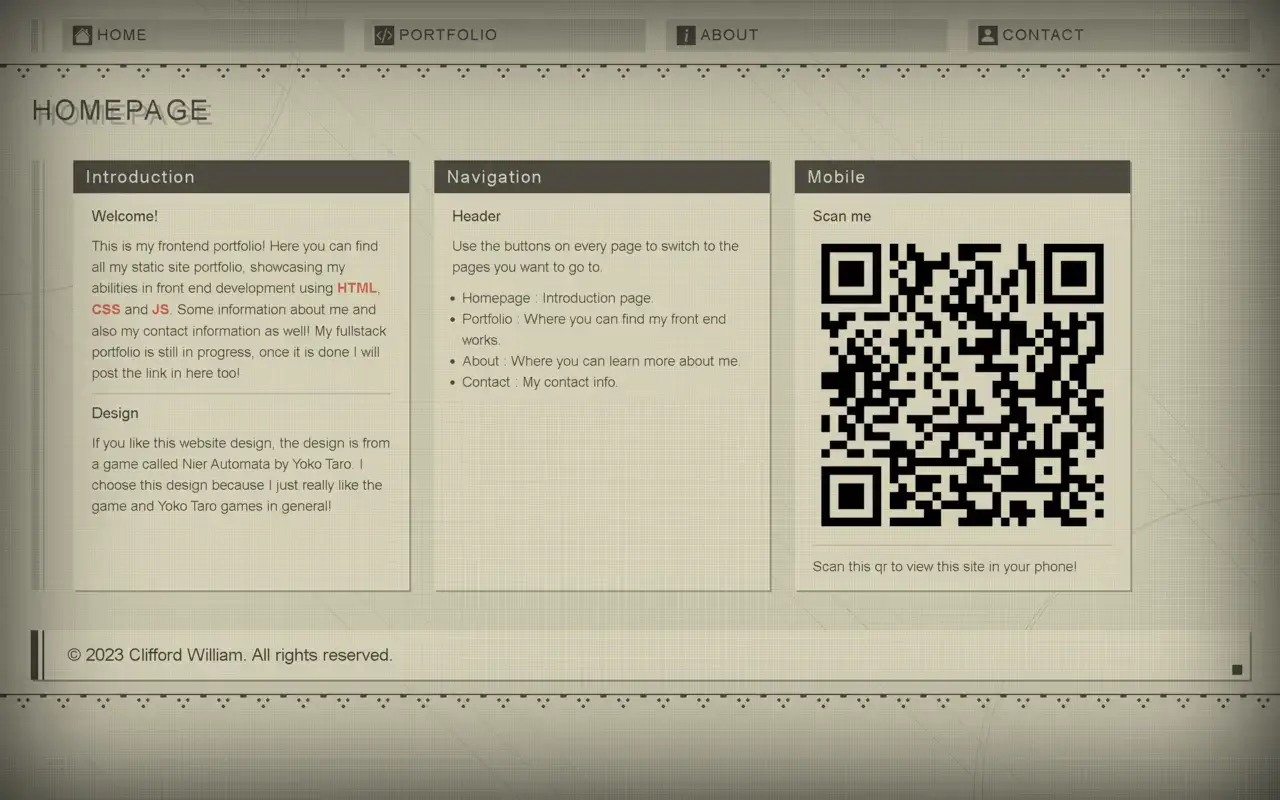 HOME
PORTFOLIO
ABOUT
CONTACT
HOMEPAGE
Introduction
Welcome!
This is my frontend portfolio! Here you can find
all my static site portfolio, showcasing my
abilities in front end development using HTML,
CSS and JS. Some information about me and
also my contact information as well! My fullstack
portfolio is still in progress, once it is done I will
post the link in here too!
Design
If you like this website design, the design is from
a game called Nier Automata by Yoko Taro. I
choose this design because I just really like the
game and Yoko Taro games in general!
Navigation
Header
Use the buttons on every page to switch to the
pages you want to go to.
• Homepage : Introduction page.
• Portfolio : Where you can find my front end
works.
• About : Where you can learn more about me.
• Contact : My contact info.
Mobile
Scan me
Scan this qr to view this site in your phone!
© 2023 Clifford William. All rights reserved.